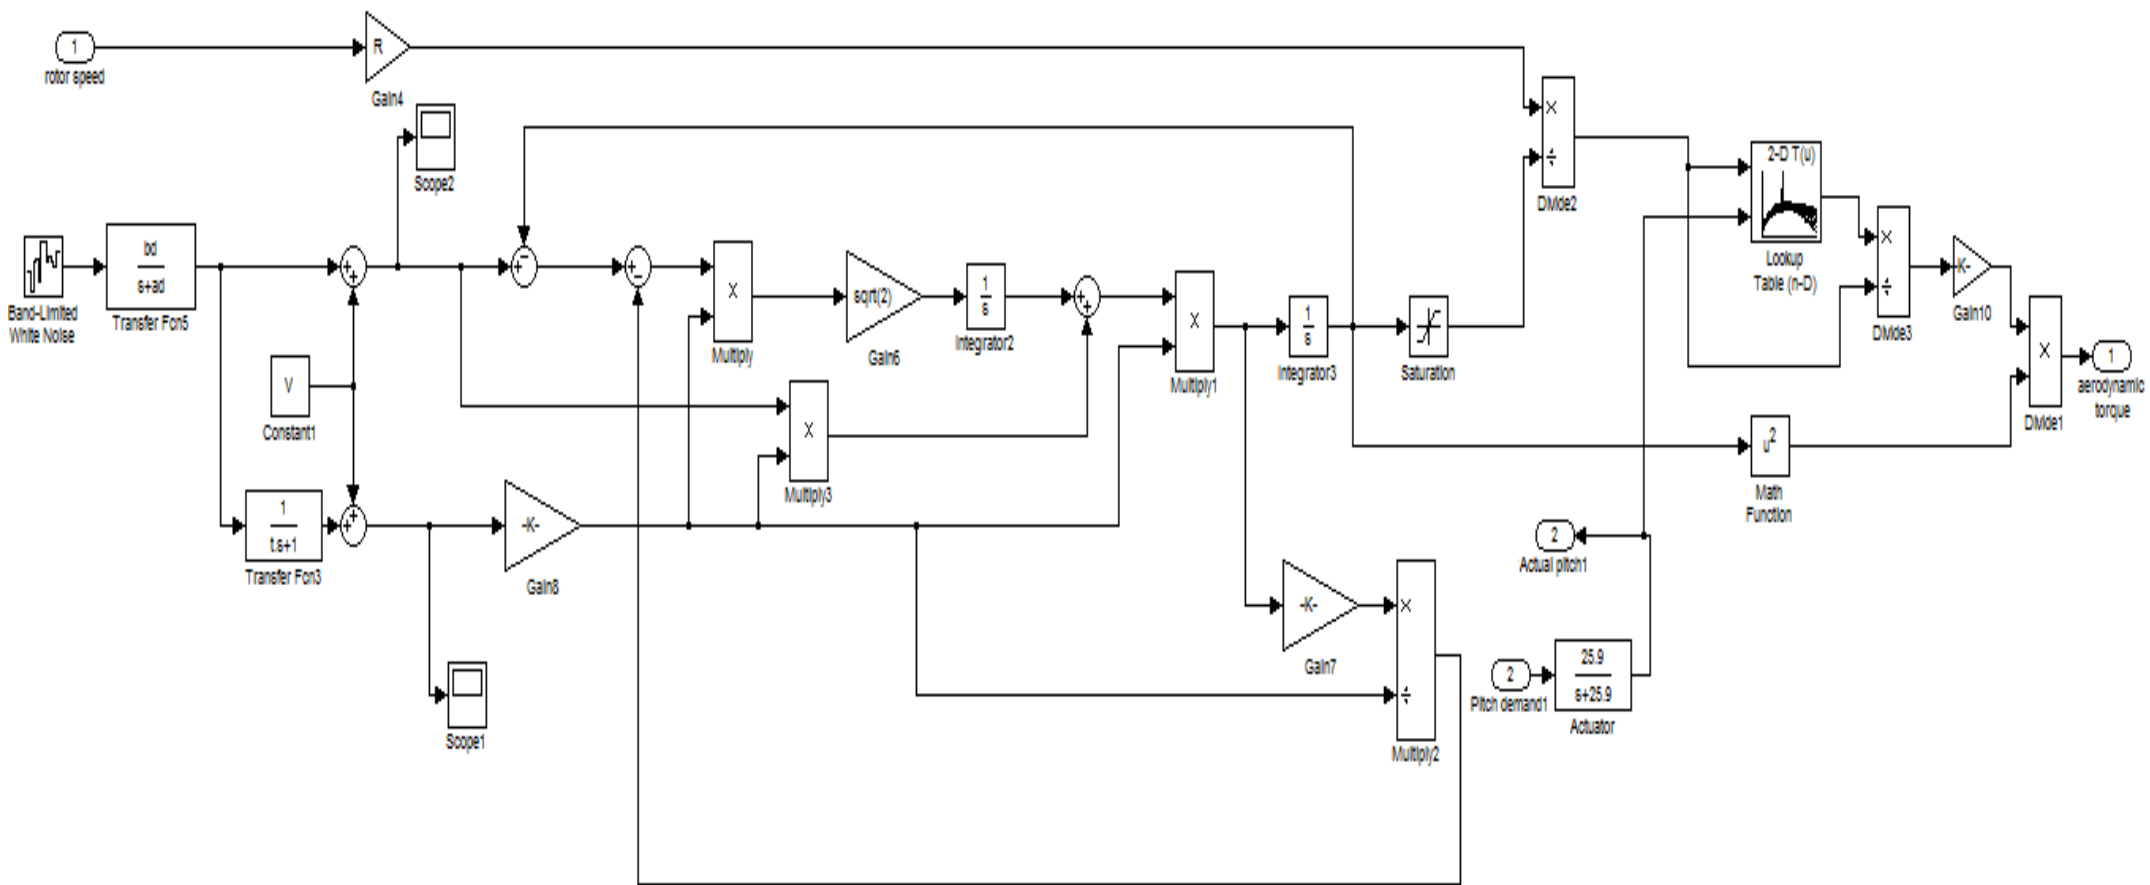 1
rotor speed
R
Gain4
Scope2
×
÷
Divide2
2-D T(u)
Lookup
Table (n-D)
×
÷
Divide3
-K-
Gain10
×
Divide1
1
aerodynamic
torque
Band-Limited
White Noise
bd
s+ad
Transfer Fcn5
+
+
+
−
+
−
×
Multiply
sqrt(2)
Gain6
1
s
Integrator2
+
+
×
Multiply1
1
s
Integrator3
Saturation
V
Constant1
×
Multiply3
u2
Math
Function
1
t.s+1
Transfer Fcn3
+
+
-K-
Gain8
Scope1
-K-
Gain7
×
÷
Multiply2
2
Actual pitch1
2
Pitch demand1
25.9
s+25.9
Actuator